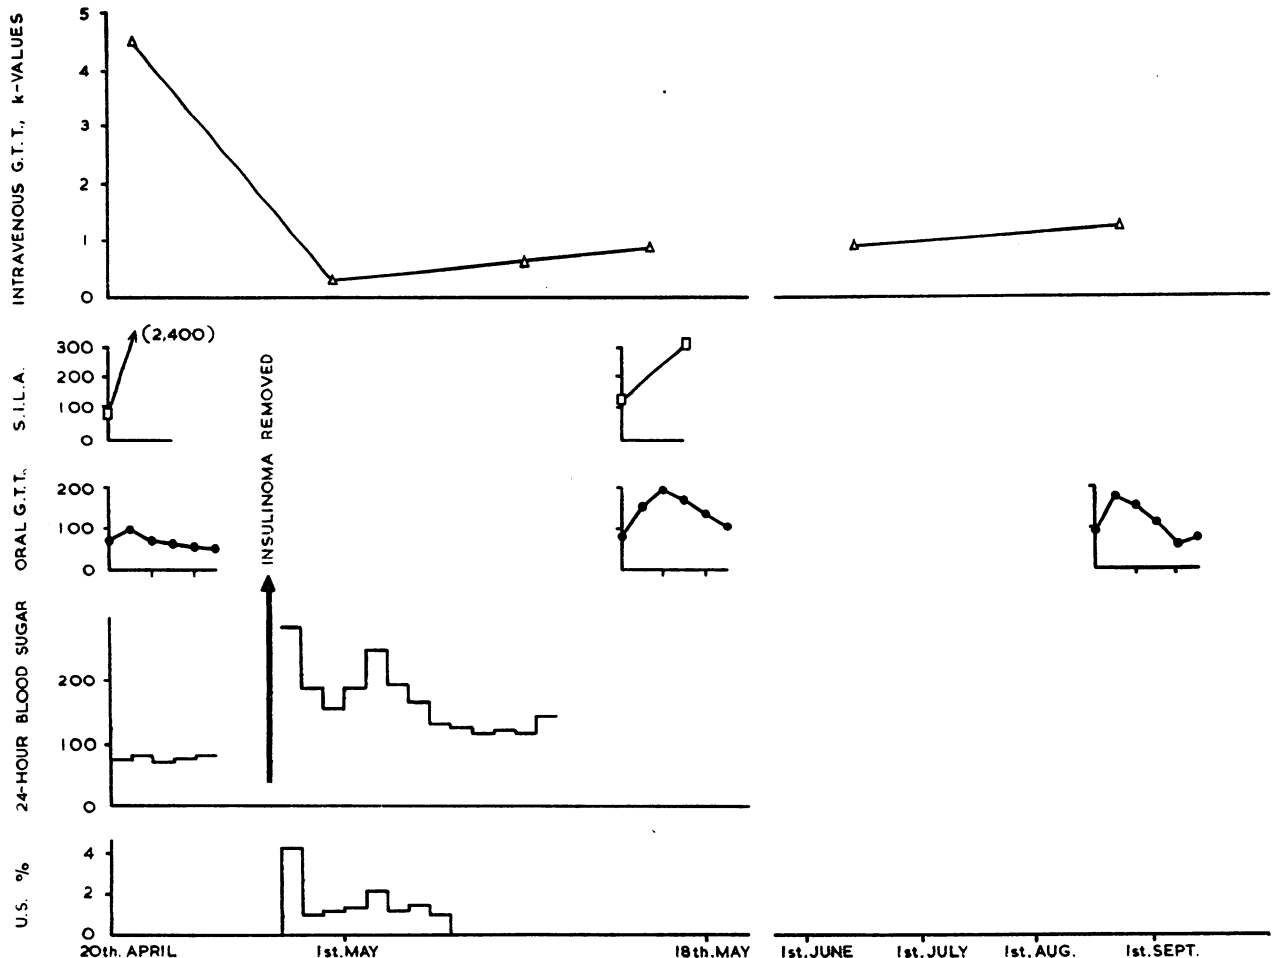 INTRAVENOUS G.T.T., k-VALUES
5
4
3
2
1
0
S.I.L.A.
300
200
100
0
(2,400)
INSULINOMA REMOVED
ORAL G.T.T.
200
100
0
24-HOUR BLOOD SUGAR
200
100
0
U.S. %
4
2
0
20th. APRIL 1st. MAY 18th. MAY 1st. JUNE 1st. JULY 1st. AUG. 1st. SEPT.